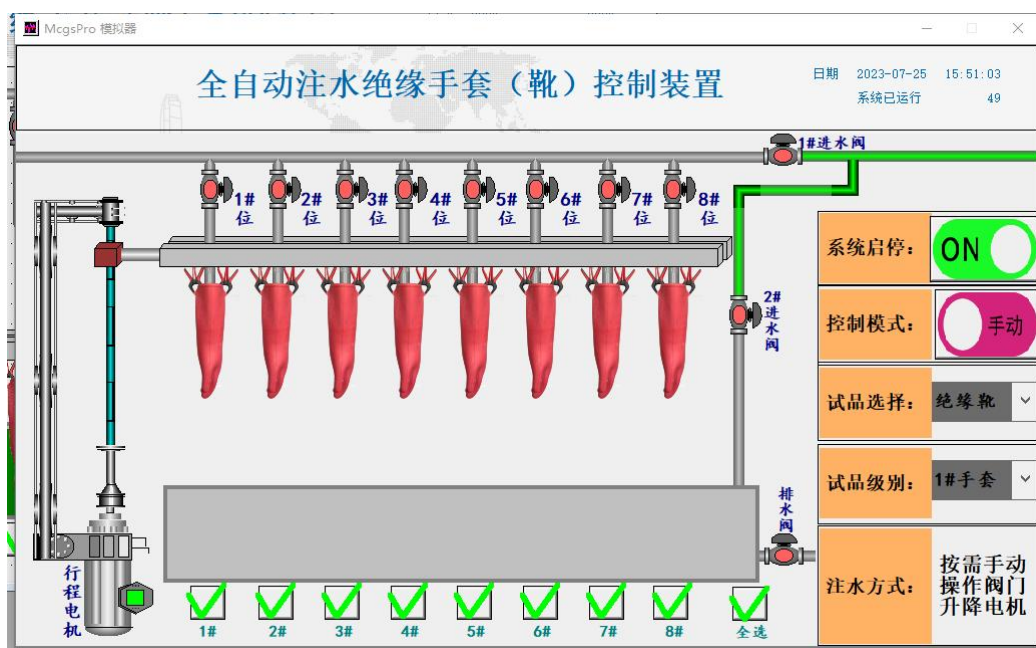 McgsPro 模拟器
全自动注水绝缘手套（靴）控制装置
日期 2023-07-25 15:51:03
系统已运行 49
1#进水阀
1#位
2#位
3#位
4#位
5#位
6#位
7#位
8#位
2#进水阀
系统启停：
ON
控制模式：
手动
试品选择：
绝缘靴
试品级别：
1#手套
排水阀
注水方式：
按需手动
操作阀门
升降电机
行程电机
1# 2# 3# 4# 5# 6# 7# 8# 全选